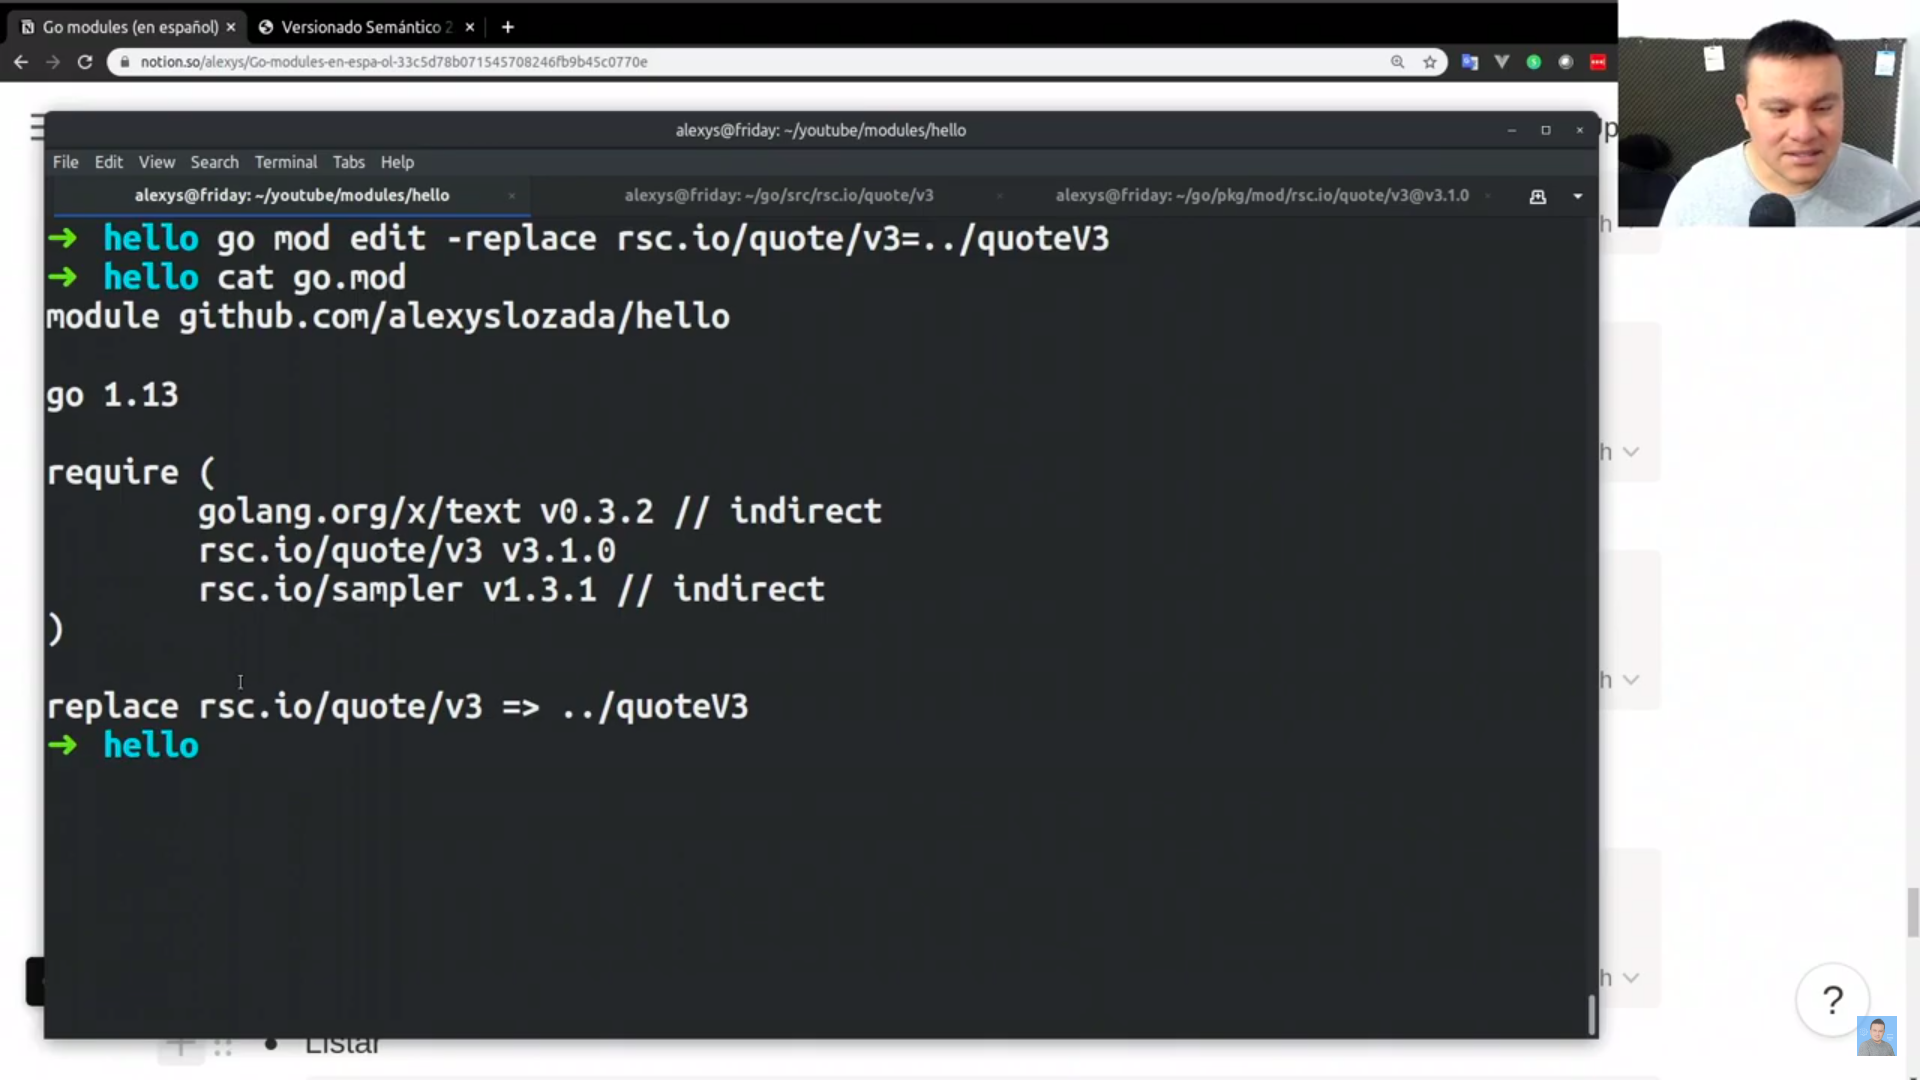 Go modules (en español)
Versionado Semántico 2
notion.so/alexys/Go-modules-en-espa-ol-33c5d78b071545708246fb9b45c0770e
alexys@friday: ~/youtube/modules/hello
File Edit View Search Terminal Tabs Help
alexys@friday: ~/youtube/modules/hello
alexys@friday: ~/go/src/rsc.io/quote/v3
alexys@friday: ~/go/pkg/mod/rsc.io/quote/v3@v3.1.0
→ hello go mod edit -replace rsc.io/quote/v3=../quoteV3
→ hello cat go.mod
module github.com/alexyslozada/hello
go 1.13
require (
golang.org/x/text v0.3.2 // indirect
rsc.io/quote/v3 v3.1.0
rsc.io/sampler v1.3.1 // indirect
)
replace rsc.io/quote/v3 => ../quoteV3
→ hello
Listar
?